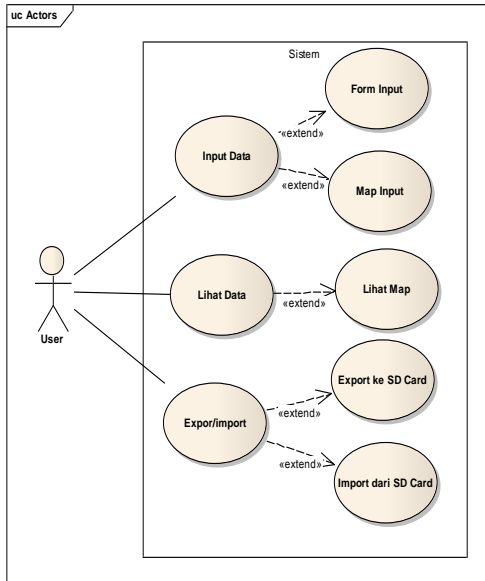 uc Actors
Sistem
Form Input
«extend»
Input Data
«extend»
Map Input
Lihat Data
Lihat Map
«extend»
User
Export ke SD Card
«extend»
Expor/import
«extend»
Import dari SD Card